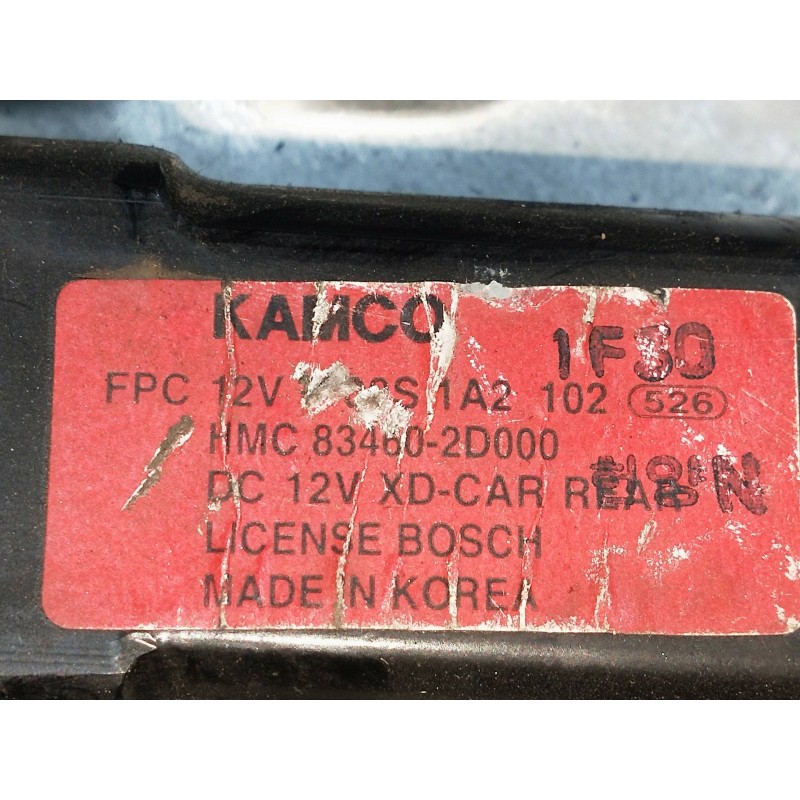 KAMCO
1F30
FPC 12V 1A2 102 526
HMC 83460-2D000
DC 12V XD-CAR REAR N
LICENSE BOSCH
MADE IN KOREA